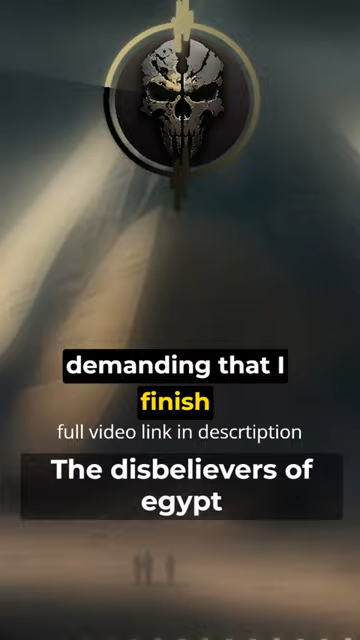 demanding that I
finish
full video link in descrtiption
The disbelievers of
egypt